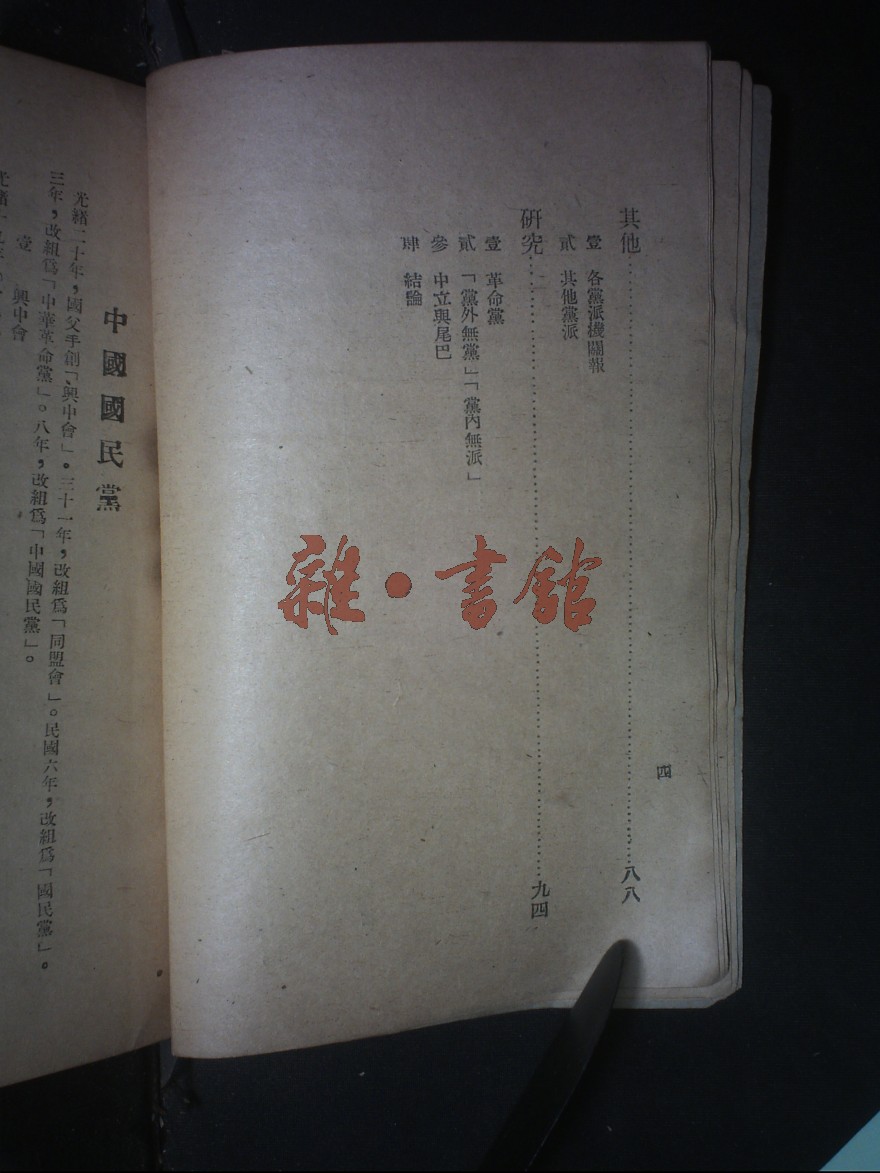 其他……八八
壹 各黨派機關報
貳 其他黨派
研究……九四
壹 革命黨
貳 「黨外無黨」「黨內無派」
參 中立與尾巴
肆 結論
四
雜·書館
中國國民黨
光緒二十年，國父手創「興中會」。三十一年，改組爲「同盟會」。民國六年，改組爲「國民黨」。
三年，改組爲「中華革命黨」。八年，改組爲「中國國民黨」。
壹 興中會